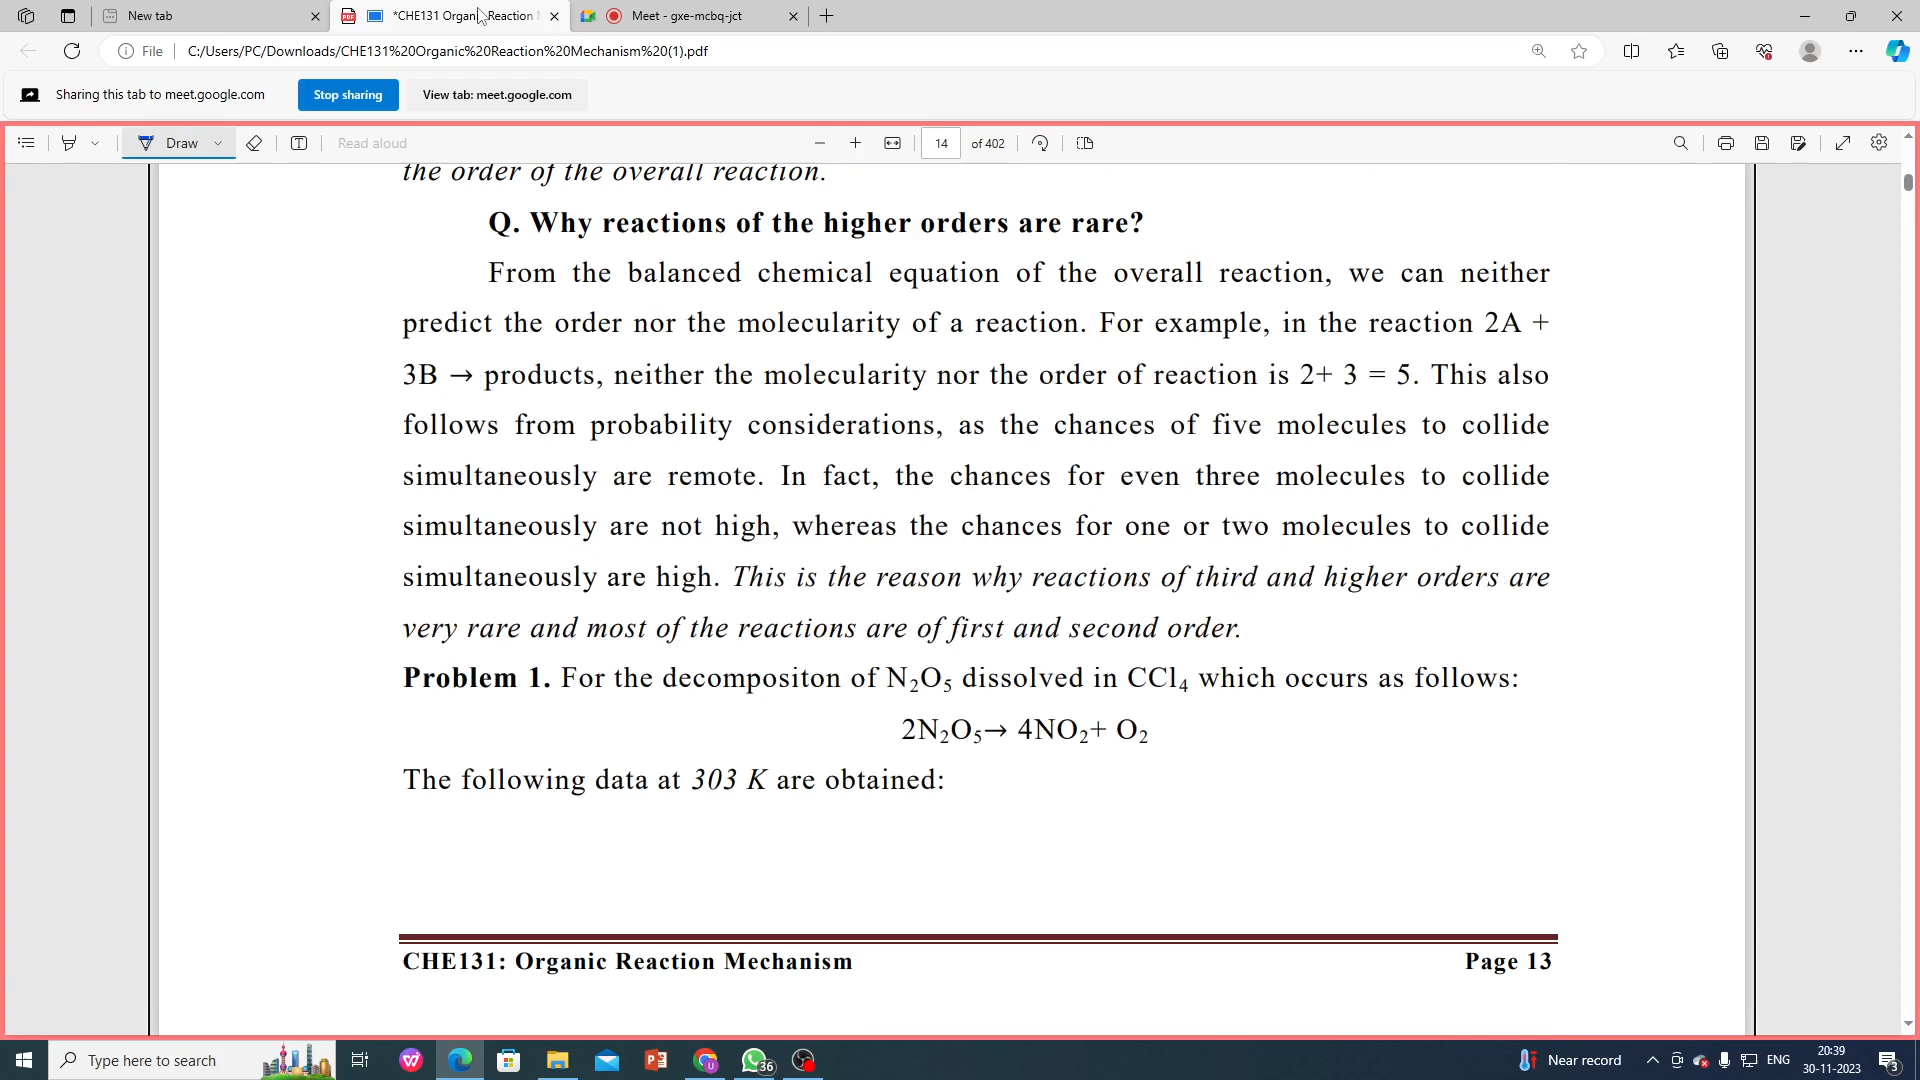 New tab
*CHE131 Organic Reaction
Meet - gxe-mcbq-jct
File
C:/Users/PC/Downloads/CHE131%20Organic%20Reaction%20Mechanism%20(1).pdf
Sharing this tab to meet.google.com
Stop sharing
View tab: meet.google.com
Draw
Read aloud
14
of 402
the order of the overall reaction.
Q. Why reactions of the higher orders are rare?
From the balanced chemical equation of the overall reaction, we can neither
predict the order nor the molecularity of a reaction. For example, in the reaction 2A +
3B → products, neither the molecularity nor the order of reaction is 2+ 3 = 5. This also
follows from probability considerations, as the chances of five molecules to collide
simultaneously are remote. In fact, the chances for even three molecules to collide
simultaneously are not high, whereas the chances for one or two molecules to collide
simultaneously are high. This is the reason why reactions of third and higher orders are
very rare and most of the reactions are of first and second order.
Problem 1. For the decompositon of N₂O₅ dissolved in CCl₄ which occurs as follows:
2N₂O₅→ 4NO₂+ O₂
The following data at 303 K are obtained:
CHE131: Organic Reaction Mechanism
Page 13
Type here to search
36
Near record
ENG
20:39
30-11-2023
3